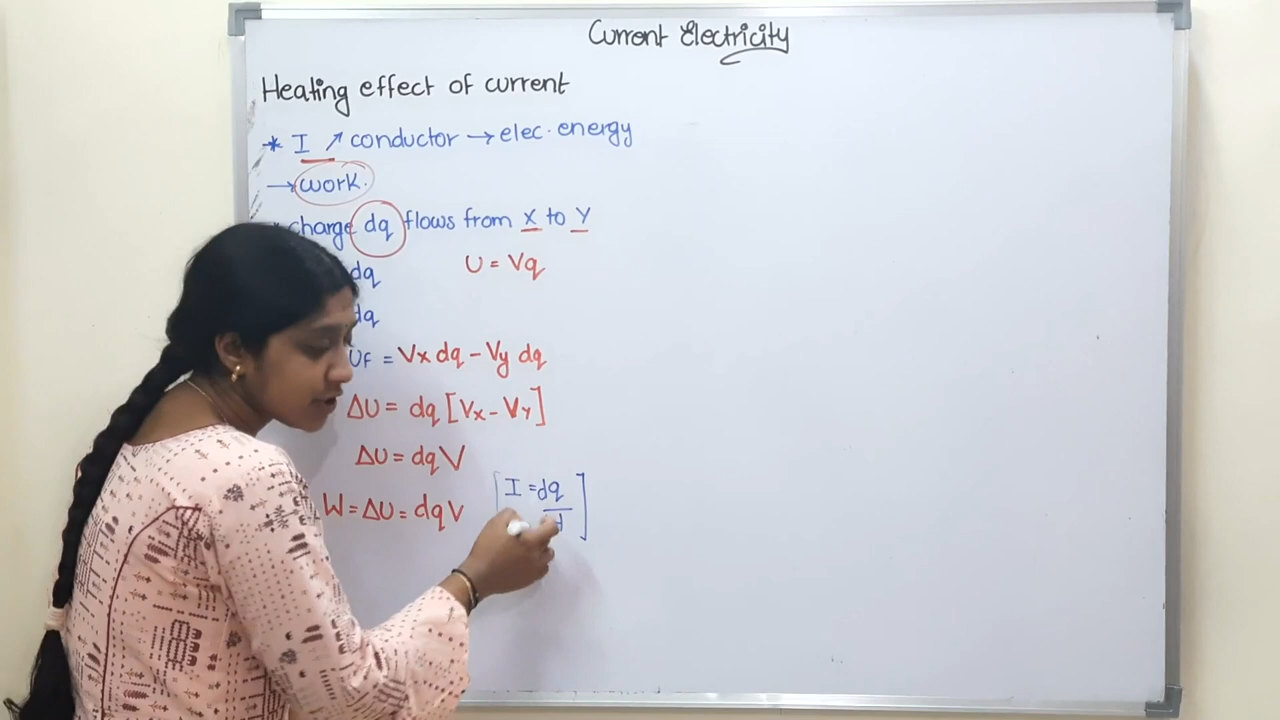 Current Electricity
Heating effect of current
* I ↗ conductor → elec. energy
→ work.
charge dq flows from X to Y
dq U = Vq
dq
UF = Vx dq - Vy dq
ΔU = dq [Vx - VY]
ΔU = dq V
W = ΔU = dq V [I = dq
]